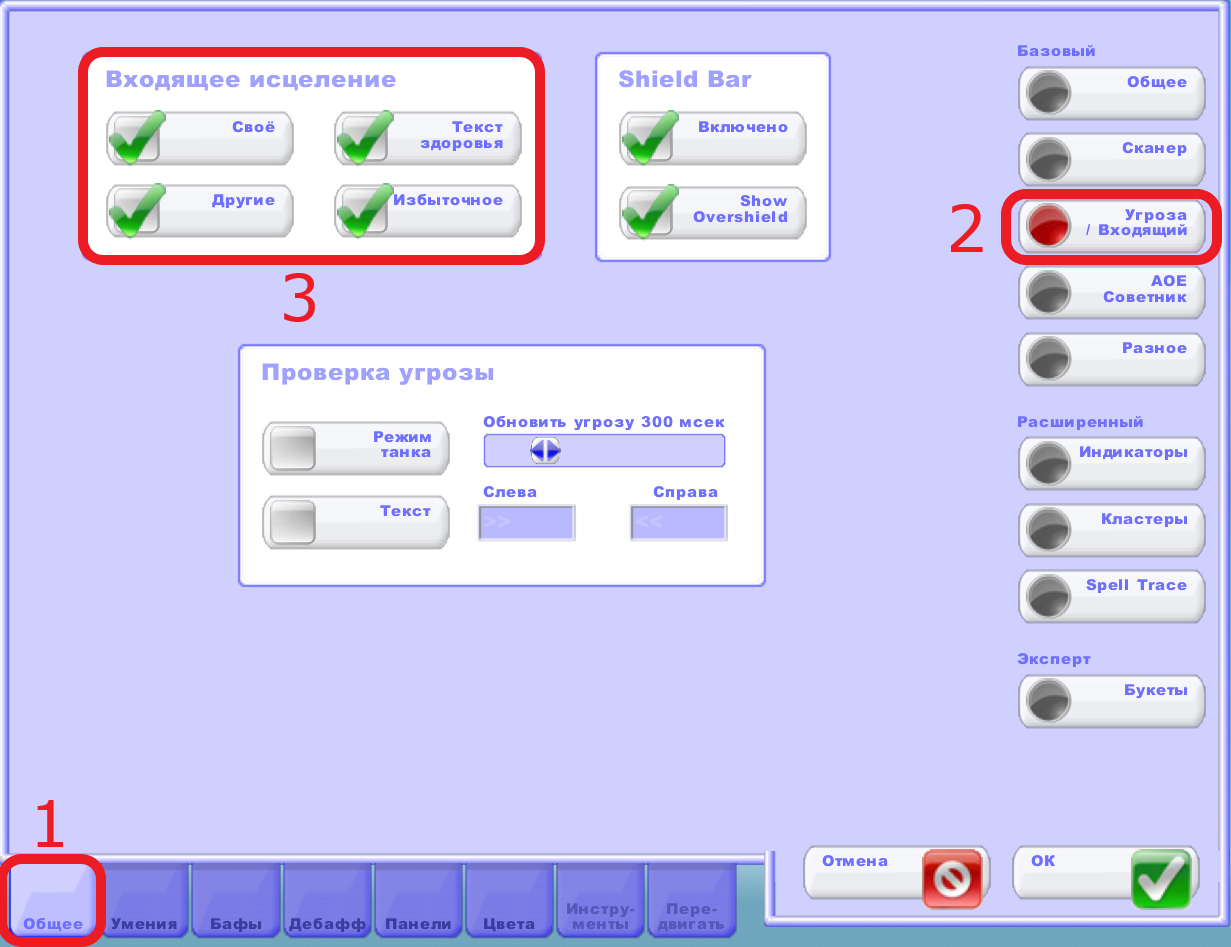 Входящее исцеление
Своё
Текст
здоровья
Другие
Избыточное
3
Shield Bar
Включено
Show
Overshield
Проверка угрозы
Режим
танка
Текст
Обновить угрозу 300 мсек
Слева
Справа
>>
<<
Базовый
Общее
Сканер
2
Угроза
/ Входящий
АОЕ
Советник
Разное
Расширенный
Индикаторы
Кластеры
Spell Trace
Эксперт
Букеты
1
Общее
Умения
Бафы
Дебафф
Панели
Цвета
Инстру-
менты
Пере-
двигать
Отмена
OK